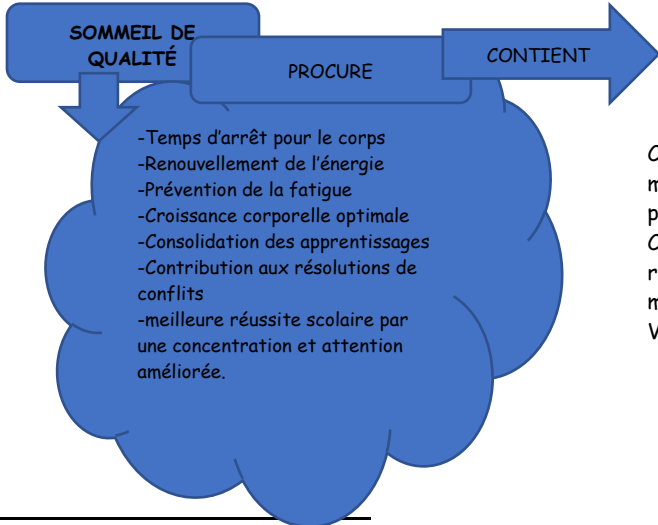 SOMMEIL DE
QUALITÉ
PROCURE
CONTIENT
-Temps d’arrêt pour le corps
-Renouvellement de l’énergie
-Prévention de la fatigue
-Croissance corporelle optimale
-Consolidation des apprentissages
-Contribution aux résolutions de
conflits
-meilleure réussite scolaire par
une concentration et attention
améliorée.